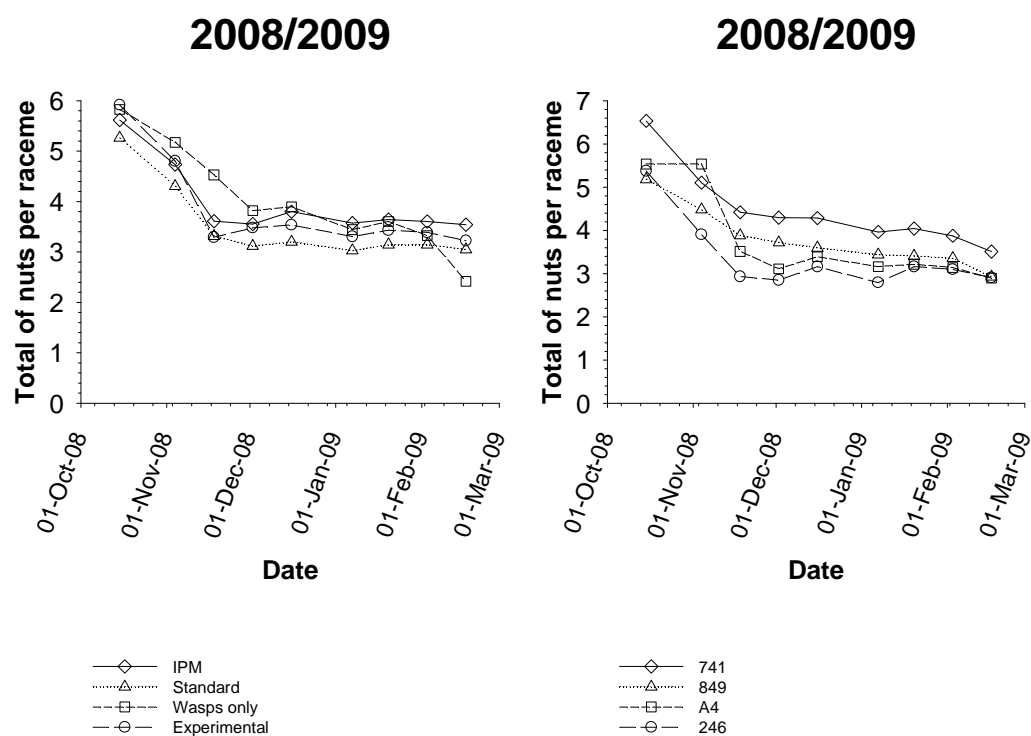 2008/2009
Total of nuts per raceme
6
5
4
3
2
1
0
01-Oct-08
01-Nov-08
01-Dec-08
01-Jan-09
01-Feb-09
01-Mar-09
Date
IPM
Standard
Wasps only
Experimental
2008/2009
Total of nuts per raceme
7
6
5
4
3
2
1
0
01-Oct-08
01-Nov-08
01-Dec-08
01-Jan-09
01-Feb-09
01-Mar-09
Date
741
849
A4
246